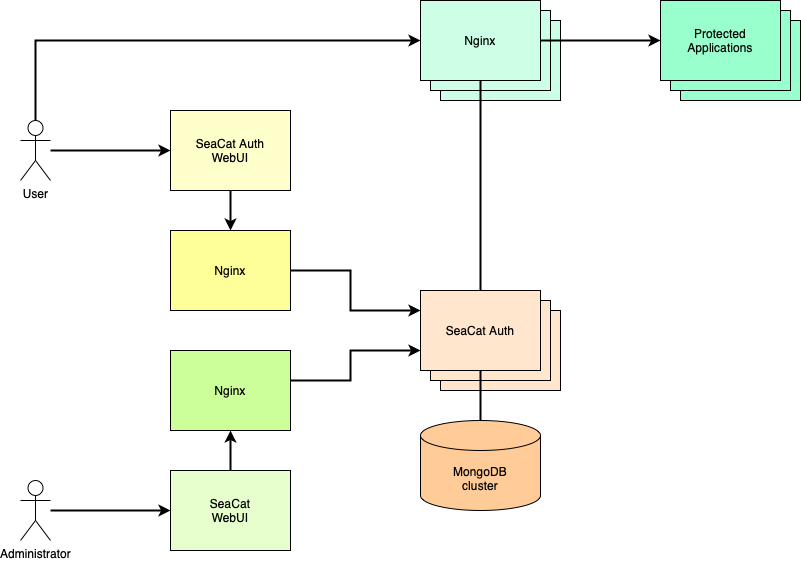 Nginx
Protected
Applications
SeaCat Auth
WebUI
User
Nginx
SeaCat Auth
Nginx
MongoDB
cluster
SeaCat
WebUI
Administrator